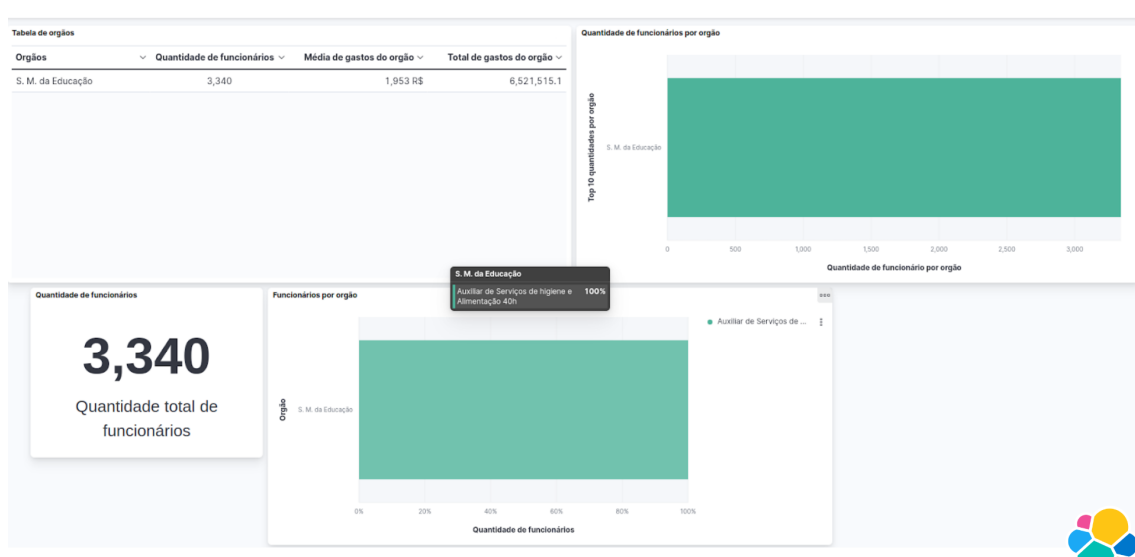 Tabela de orgãos
Orgãos Quantidade de funcionários Média de gastos do orgão Total de gastos do orgão
S. M. da Educação 3,340 1,953 R$ 6,521,515.1
Quantidade de funcionários por orgão
Top 10 quantidades por orgão
S. M. da Educação
0 500 1,000 1,500 2,000 2,500 3,000
Quantidade de funcionário por orgão
Quantidade de funcionários
3,340
Quantidade total de
funcionários
Funcionários por orgão
S. M. da Educação
Auxiliar de Serviços de higiene e 100%
Alimentação 40h
Auxiliar de Serviços de ...
Orgão
S. M. da Educação
0% 20% 40% 60% 80% 100%
Quantidade de funcionários